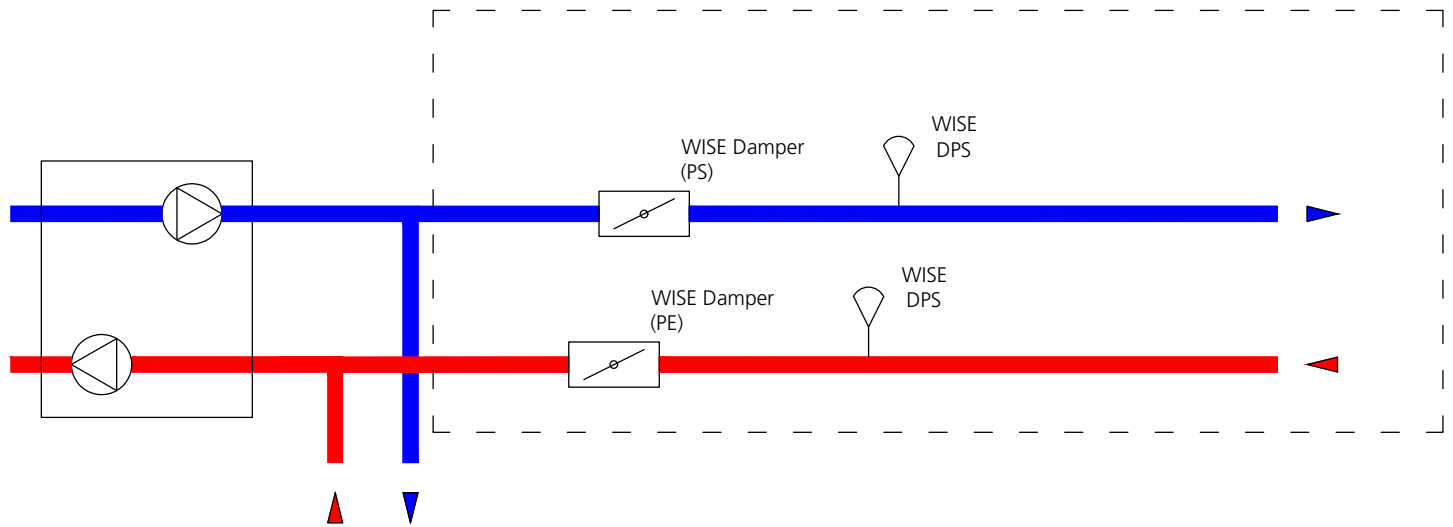 WISE
DPS
WISE Damper
(PS)
WISE
DPS
WISE Damper
(PE)